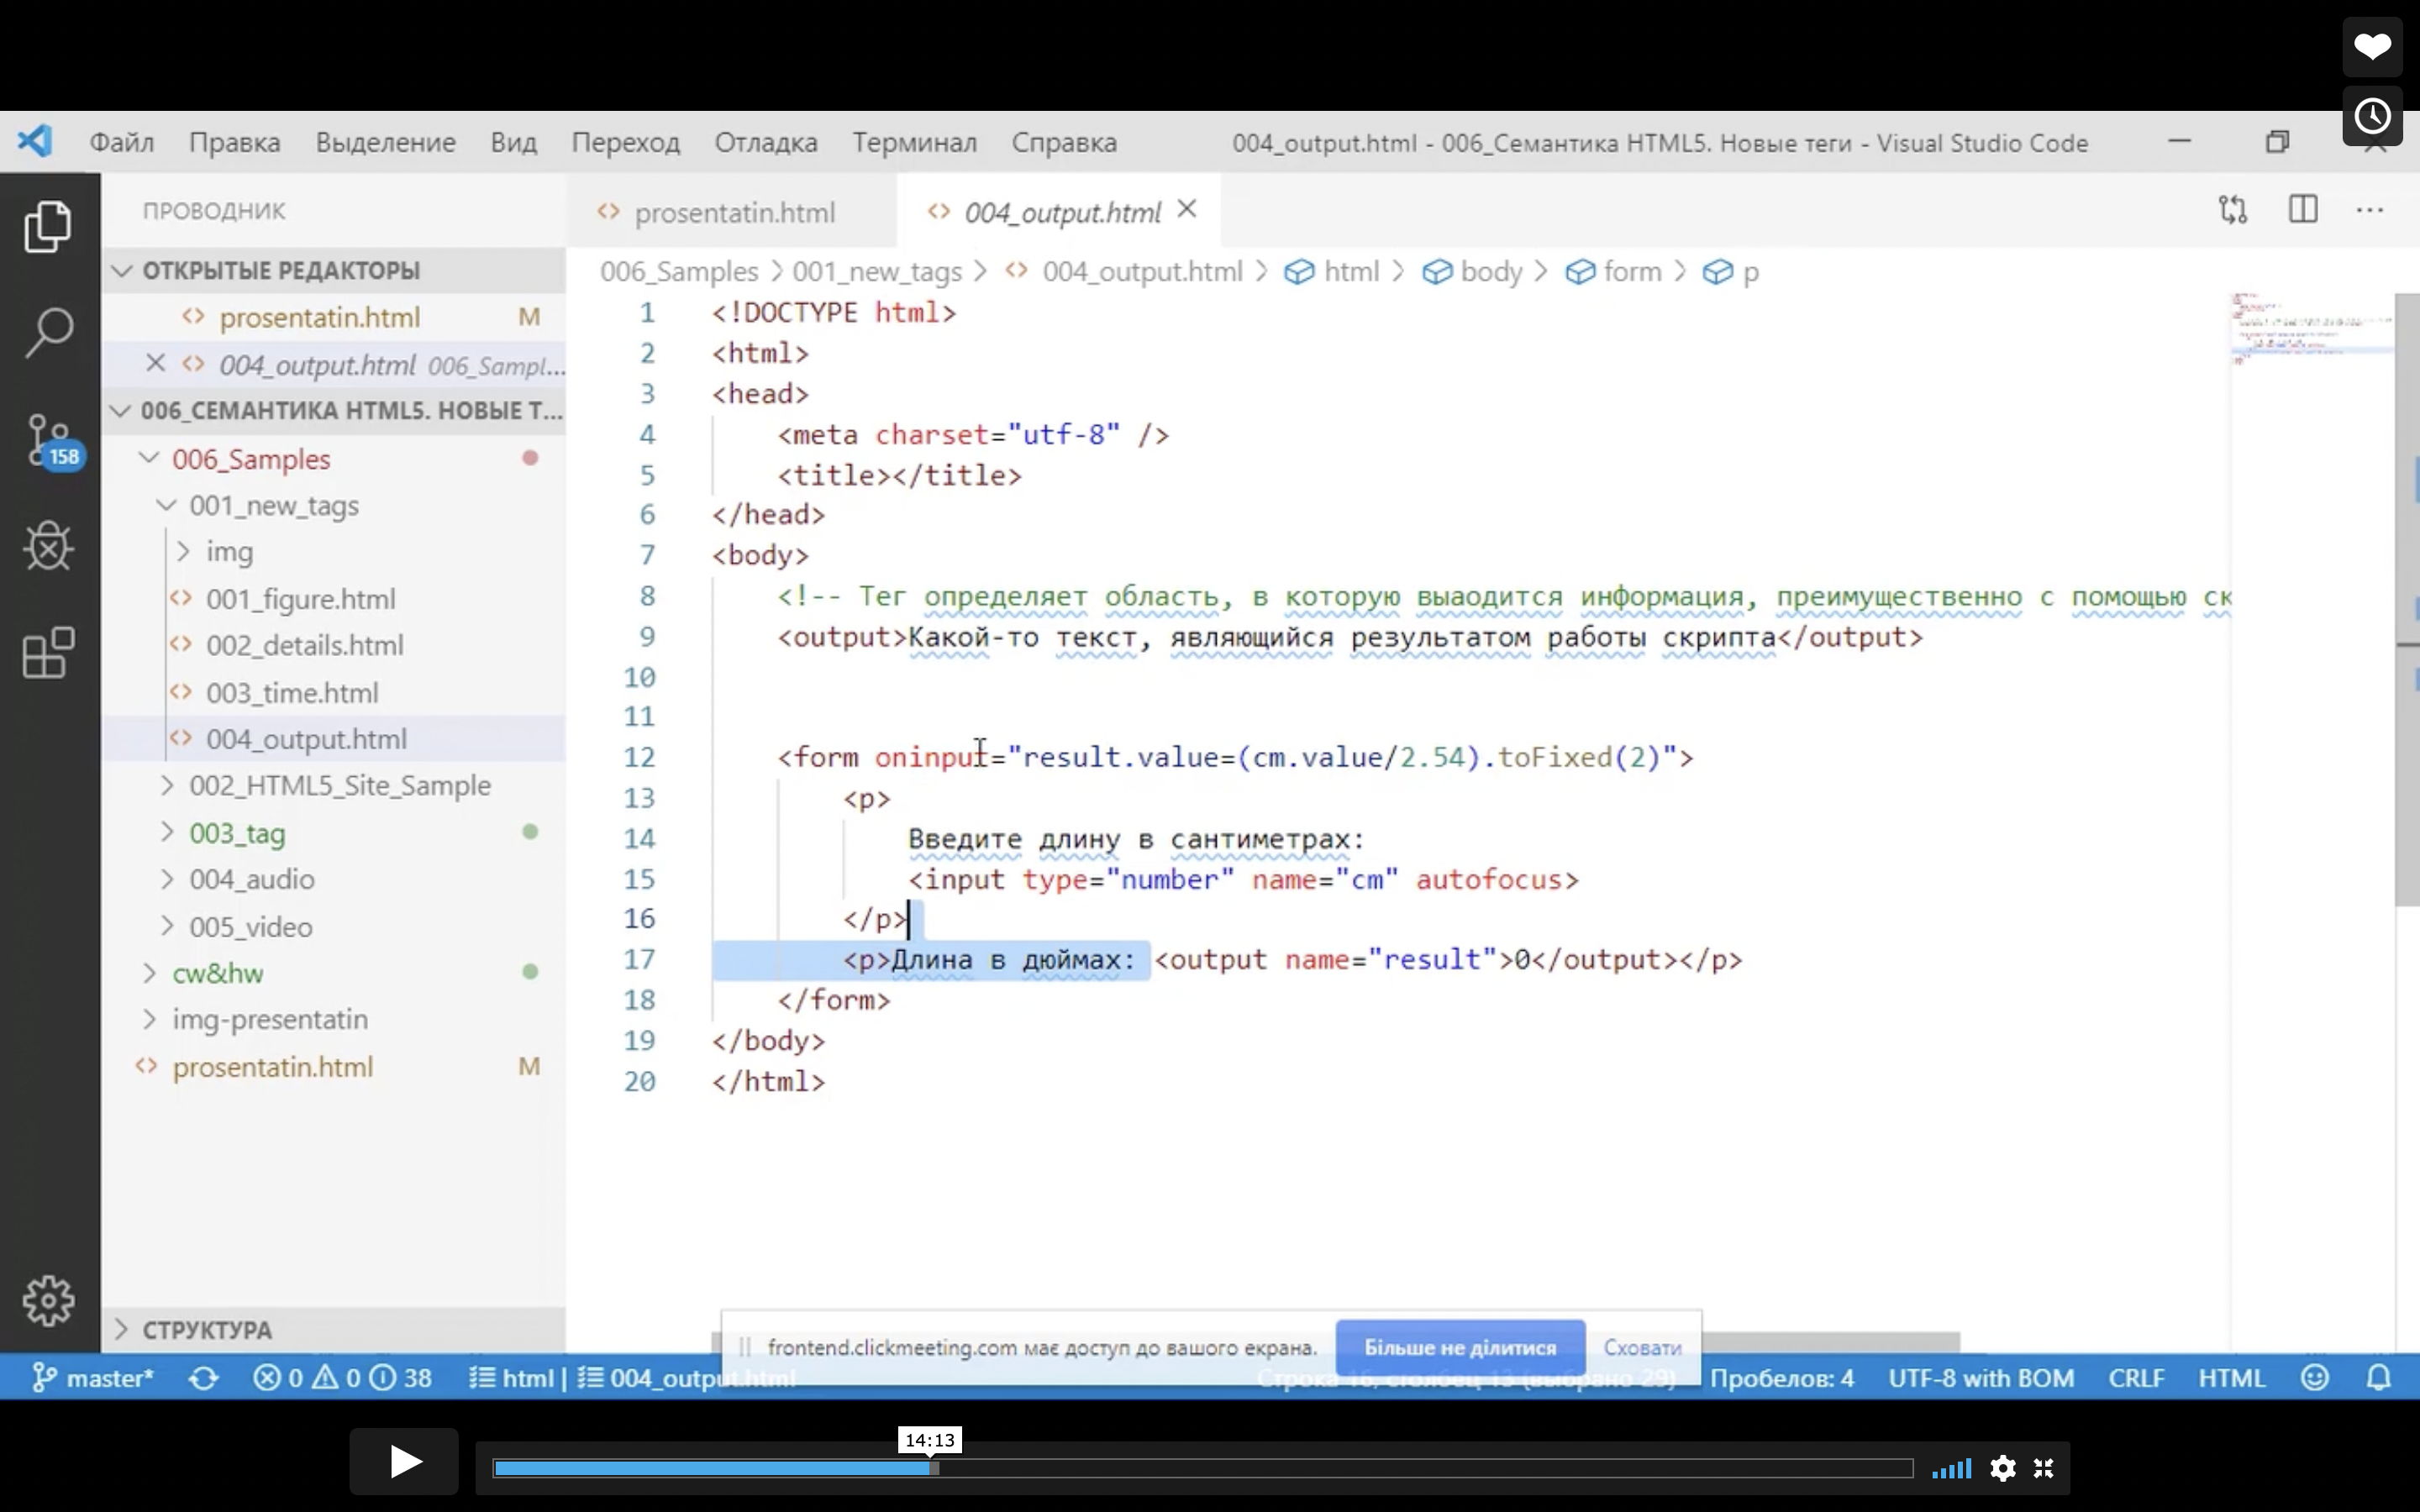 Файл Правка Выделение Вид Переход Отладка Терминал Справка 004_output.html - 006_Семантика HTML5. Новые теги - Visual Studio Code
ПРОВОДНИК
ОТКРЫТЫЕ РЕДАКТОРЫ
prosentatin.html M
004_output.html 006_Sampl...
006_СЕМАНТИКА HTML5. НОВЫЕ Т...
006_Samples
001_new_tags
img
001_figure.html
002_details.html
003_time.html
004_output.html
002_HTML5_Site_Sample
003_tag
004_audio
005_video
cw&hw
img-presentatin
prosentatin.html M
СТРУКТУРА
158
prosentatin.html 004_output.html
006_Samples > 001_new_tags > 004_output.html > html > body > form > p
1 <!DOCTYPE html>
2 <html>
3 <head>
4 <meta charset="utf-8" />
5 <title></title>
6 </head>
7 <body>
8 <!-- Тег определяет область, в которую выаодится информация, преимущественно с помощью ск
9 <output>Какой-то текст, являющийся результатом работы скрипта</output>
10
11
12 <form oninput="result.value=(cm.value/2.54).toFixed(2)">
13 <p>
14 Введите длину в сантиметрах:
15 <input type="number" name="cm" autofocus>
16 </p>
17 <p>Длина в дюймах: <output name="result">0</output></p>
18 </form>
19 </body>
20 </html>
frontend.clickmeeting.com має доступ до вашого екрана. Більше не ділитися Сховати
master* 0 0 38 html | 004_output.html Строка 16, столбец 13 (выбрано 29) Пробелов: 4 UTF-8 with BOM CRLF HTML
14:13